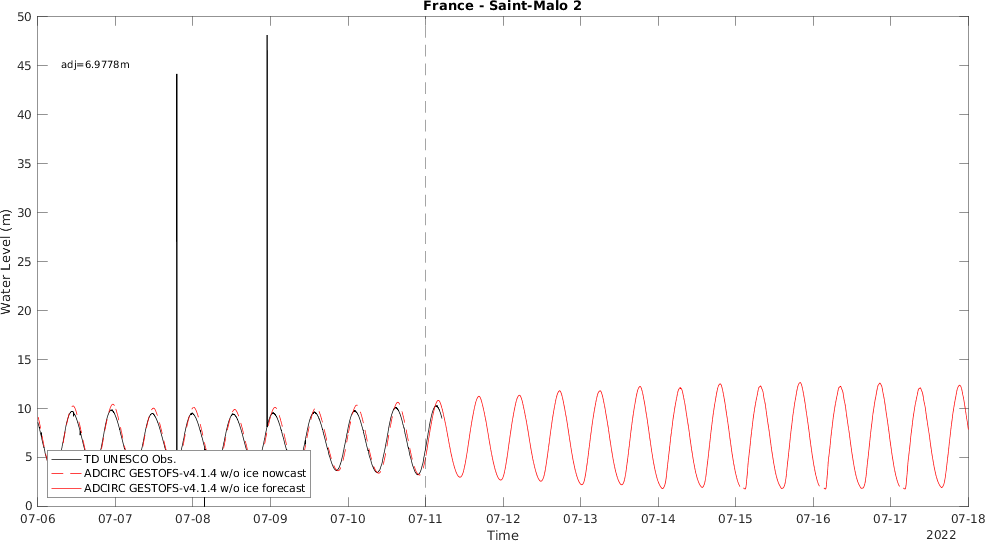 France - Saint-Malo 2
50
45
40
35
30
25
20
15
10
5
0
adj=6.9778m
Water Level (m)
TD UNESCO Obs.
ADCIRC GESTOFS-v4.1.4 w/o ice nowcast
ADCIRC GESTOFS-v4.1.4 w/o ice forecast
07-06 07-07 07-08 07-09 07-10 07-11 07-12 07-13 07-14 07-15 07-16 07-17 07-18
Time
2022